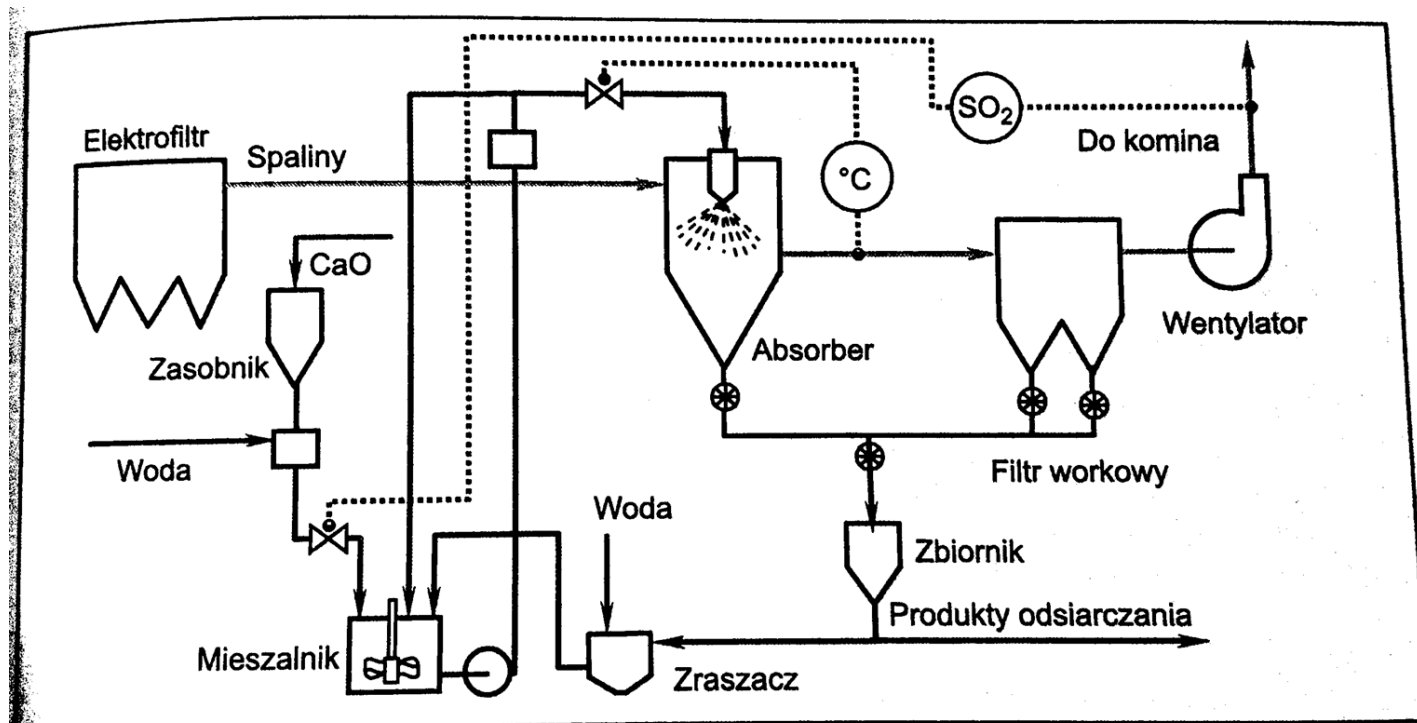 Elektrofiltr
Spaliny
SO₂
Do komina
°C
CaO
Zasobnik
Absorber
Wentylator
Woda
Filtr workowy
Woda
Zbiornik
Produkty odsiarczania
Mieszalnik
Zraszacz